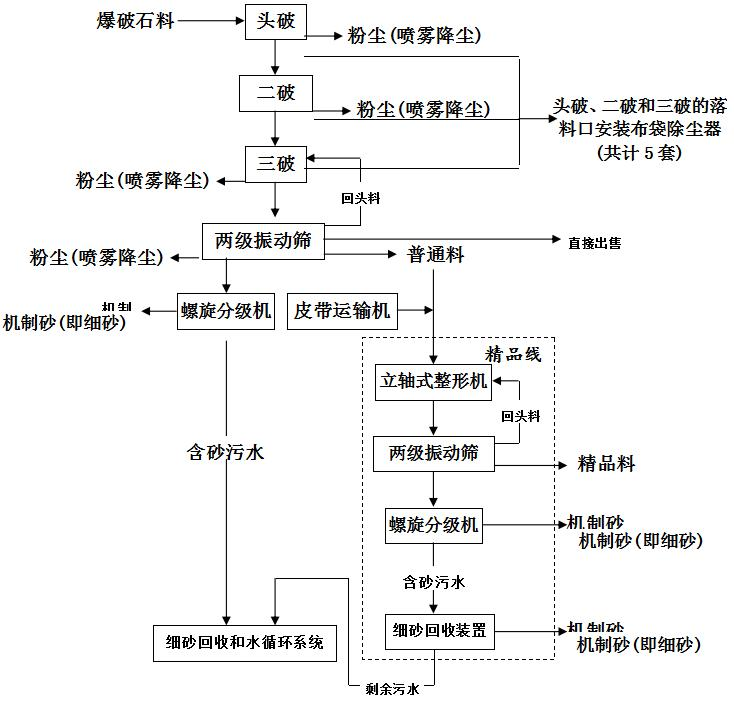 爆破石料
头破
粉尘(喷雾降尘)
二破
粉尘(喷雾降尘)
头破、二破和三破的落
料口安装布袋除尘器
(共计5套)
三破
粉尘(喷雾降尘)
回头料
两级振动筛
直接出售
粉尘(喷雾降尘)
普通料
机制
机制砂(即细砂)
螺旋分级机
皮带运输机
精品线
立轴式整形机
回头料
含砂污水
两级振动筛
精品料
螺旋分级机
机制砂
机制砂(即细砂)
含砂污水
细砂回收和水循环系统
细砂回收装置
机制砂
机制砂(即细砂)
剩余污水